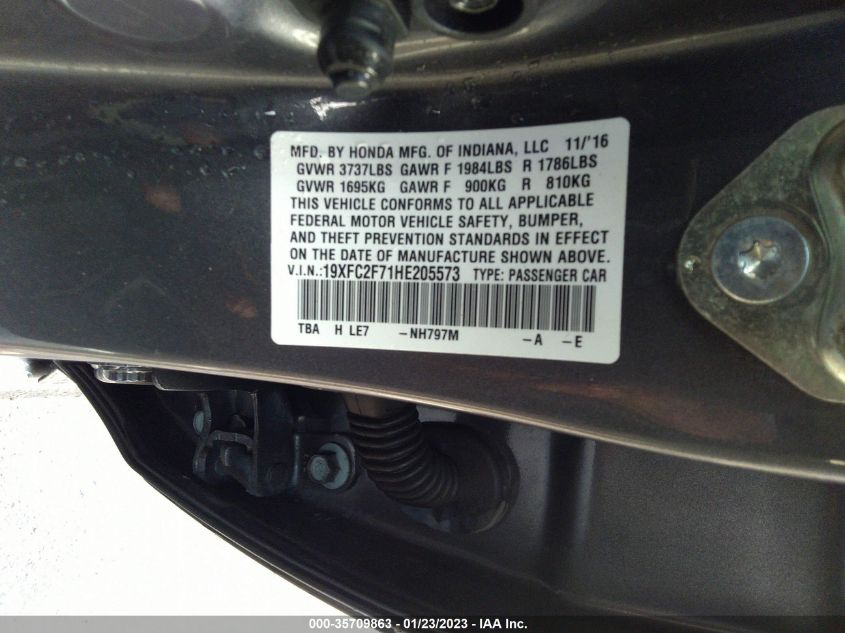 MFD. BY HONDA MFG. OF INDIANA, LLC 11/'16
GVWR 3737LBS GAWR F 1984LBS R 1786LBS
GVWR 1695KG GAWR F 900KG R 810KG
THIS VEHICLE CONFORMS TO ALL APPLICABLE
FEDERAL MOTOR VEHICLE SAFETY, BUMPER,
AND THEFT PREVENTION STANDARDS IN EFFECT
ON THE DATE OF MANUFACTURE SHOWN ABOVE.
V.I.N.:19XFC2F71HE205573 TYPE: PASSENGER CAR
TBA H LE7 -NH797M -A -E
000-35709863 - 01/23/2023 - IAA Inc.